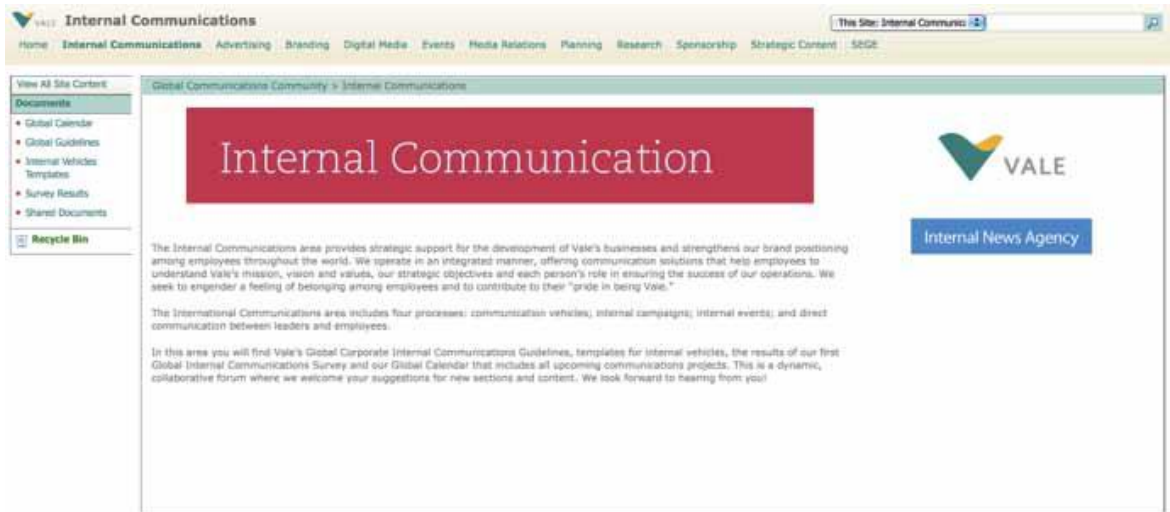 VALE Internal Communications
This Site: Internal Communic
Home Internal Communications Advertising Branding Digital Media Events Media Relations Planning Research Sponsorship Strategic Content SEGE
View All Site Content
Global Communications Community > Internal Communications
Documents
Global Calendar
Global Guidelines
Internal Vehicles
Templates
Survey Results
Shared Documents
Recycle Bin
Internal Communication
VALE
Internal News Agency
The Internal Communications area provides strategic support for the development of Vale's businesses and strengthens our brand positioning
among employees throughout the world. We operate in an integrated manner, offering communication solutions that help employees to
understand Vale's mission, vision and values, our strategic objectives and each person's role in ensuring the success of our operations. We
seek to engender a feeling of belonging among employees and to contribute to their "pride in being Vale."
The International Communications area includes four processes: communication vehicles; internal campaigns; internal events; and direct
communication between leaders and employees.
In this area you will find Vale's Global Corporate Internal Communications Guidelines, templates for internal vehicles, the results of our first
Global Internal Communications Survey and our Global Calendar that includes all upcoming communications projects. This is a dynamic,
collaborative forum where we welcome your suggestions for new sections and content. We look forward to hearing from you!